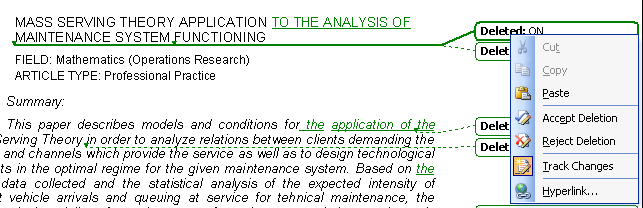 MASS SERVING THEORY APPLICATION TO THE ANALYSIS OF
MAINTENANCE SYSTEM FUNCTIONING
FIELD: Mathematics (Operations Research)
ARTICLE TYPE: Professional Practice
Summary:
This paper describes models and conditions for the application of the
Serving Theory in order to analyze relations between clients demanding the
and channels which provide the service as well as to design technological
ts in the optimal regime for the given maintenance system. Based on the
data collected and the statistical analysis of the expected intensity of
t vehicle arrivals and queuing at service for tehnical maintenance, the
Deleted: ON
Delet
Delet
Delet
Cut
Copy
Paste
Accept Deletion
Reject Deletion
Track Changes
Hyperlink...